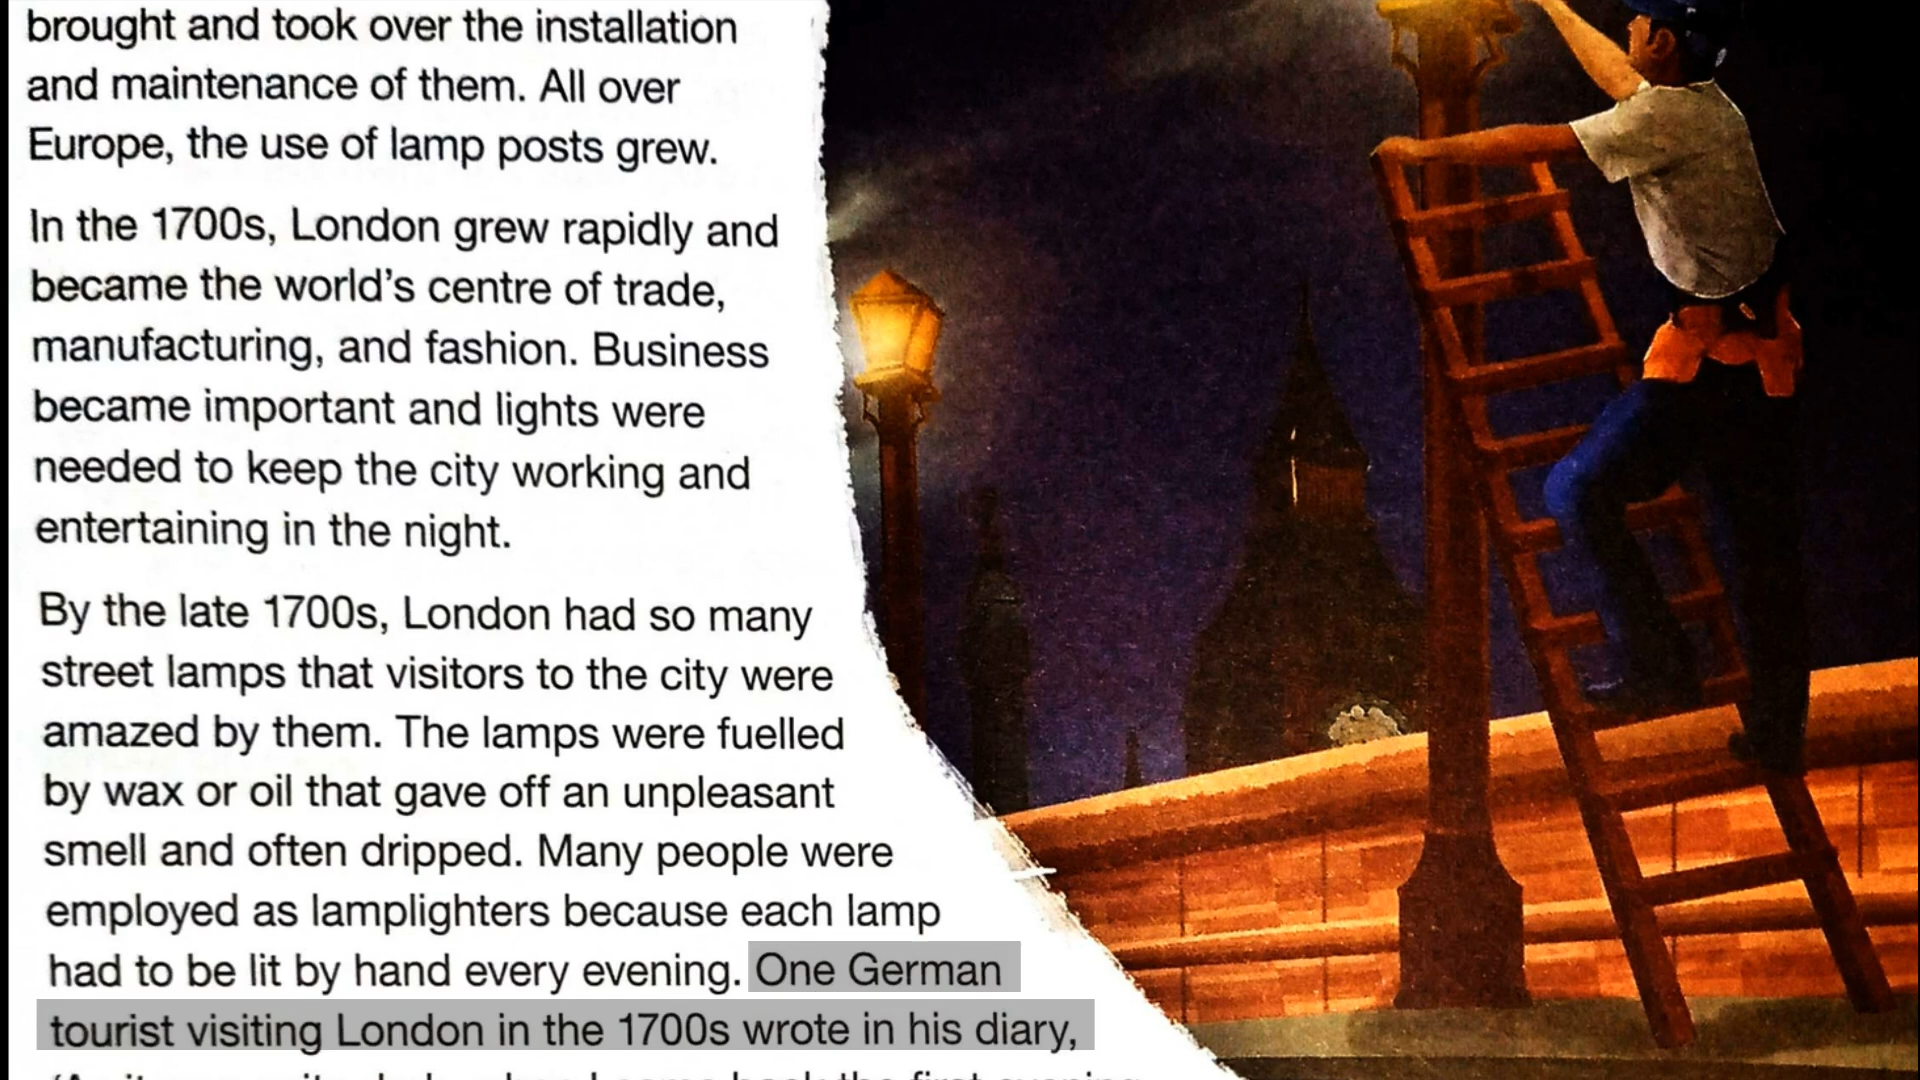 brought and took over the installation
and maintenance of them. All over
Europe, the use of lamp posts grew.
In the 1700s, London grew rapidly and
became the world's centre of trade,
manufacturing, and fashion. Business
became important and lights were
needed to keep the city working and
entertaining in the night.
By the late 1700s, London had so many
street lamps that visitors to the city were
amazed by them. The lamps were fuelled
by wax or oil that gave off an unpleasant
smell and often dripped. Many people were
employed as lamplighters because each lamp
had to be lit by hand every evening. One German
tourist visiting London in the 1700s wrote in his diary,